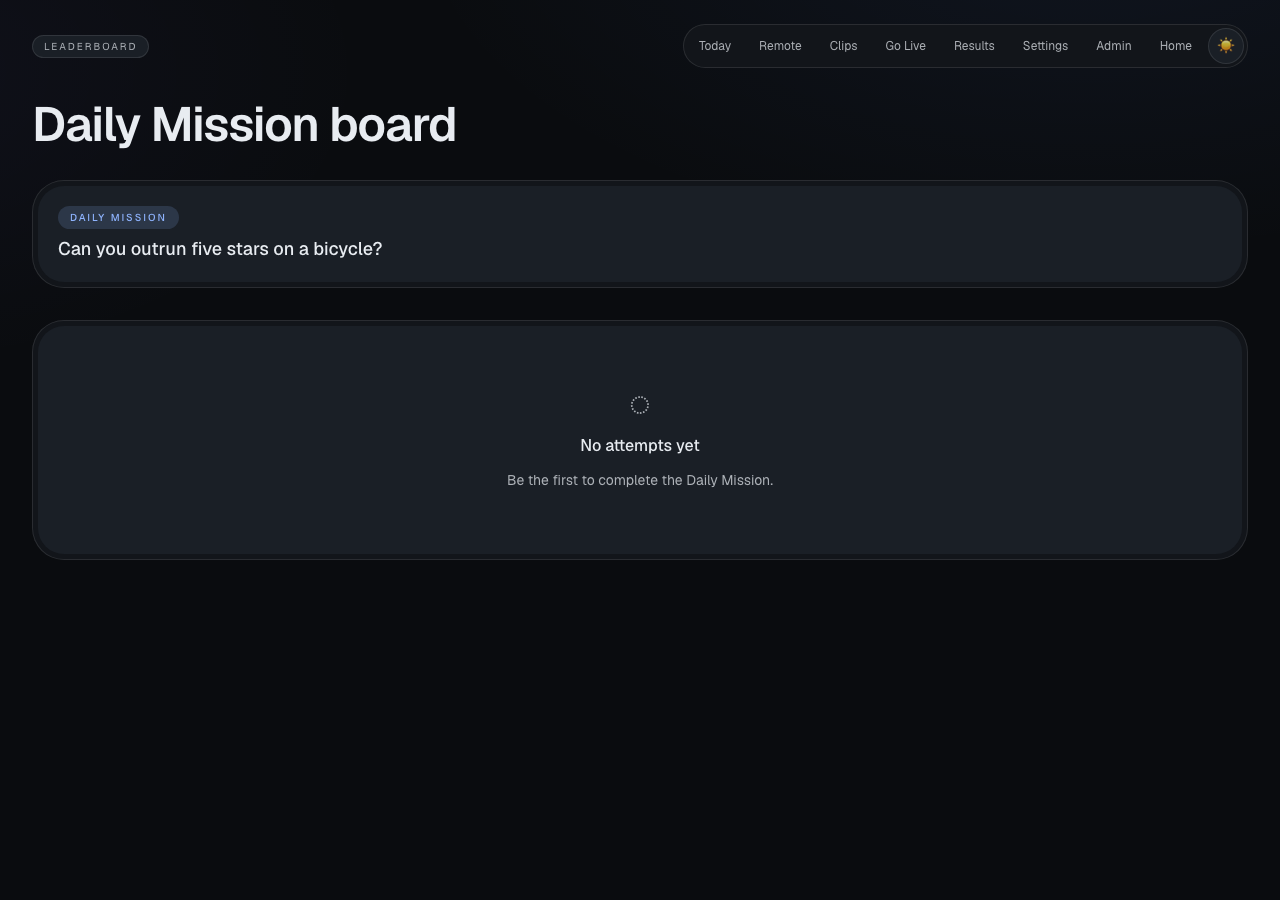 LEADERBOARD
Today Remote Clips Go Live Results Settings Admin Home
Daily Mission board
DAILY MISSION
Can you outrun five stars on a bicycle?
No attempts yet
Be the first to complete the Daily Mission.